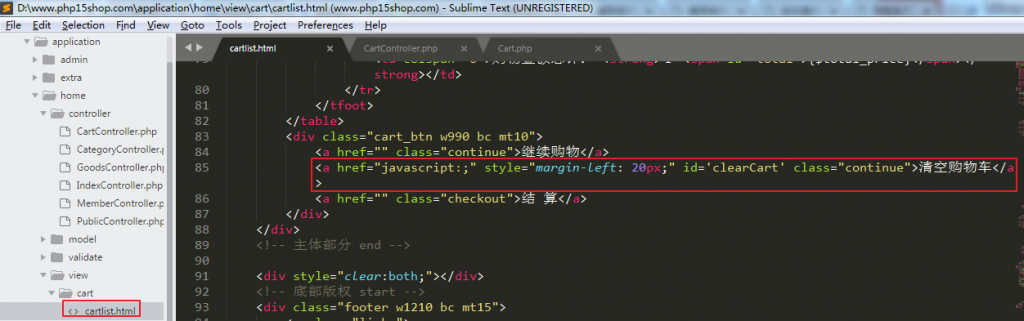 D:\www.php15shop.com\application\home\view\cart\cartlist.html (www.php15shop.com) - Sublime Text (UNREGISTERED)
File Edit Selection Find View Goto Tools Project Preferences Help
application
admin
extra
home
controller
CartController.php
CategoryController.p
GoodsController.php
IndexController.php
MemberController.ph
PublicController.php
model
validate
view
cart
<> cartlist.html
cartlist.html × CartController.php × Cart.php ×
strong></td>
80 </tr>
81 </tfoot>
82 </table>
83 <div class="cart_btn w990 bc mt10">
84 <a href="" class="continue">继续购物</a>
85 <a href="javascript:;" style="margin-left: 20px;" id='clearCart' class="continue">清空购物车</a
>
86 <a href="" class="checkout">结 算</a>
87 </div>
88 </div>
89 <!-- 主体部分 end -->
90
91 <div style="clear:both;"></div>
92 <!-- 底部版权 start -->
93 <div class="footer w1210 bc mt15">